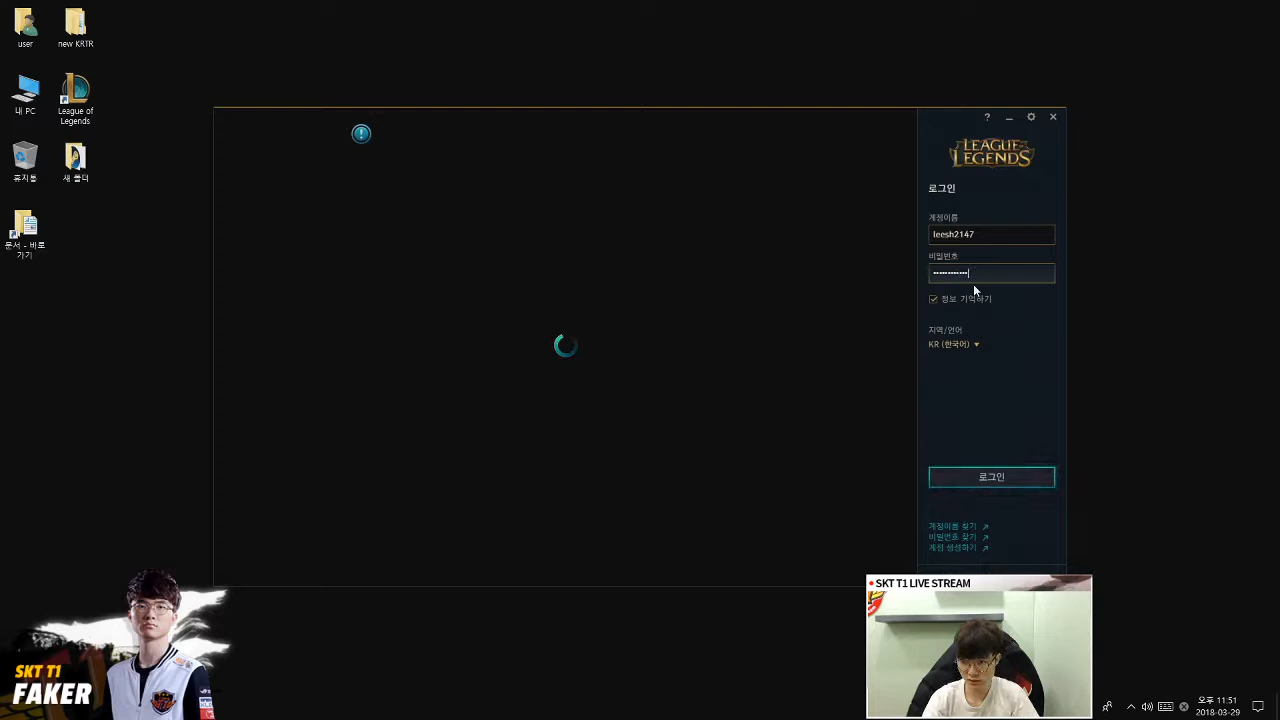 user
new KRTR
내 PC
League of
Legends
휴지통
새 폴더
문서 - 바로
가기
?
LEAGUE OF
LEGENDS
로그인
계정이름
leesh2147
비밀번호
••••••••••••
정보 기억하기
지역/언어
KR (한국어)
로그인
계정이름 찾기
비밀번호 찾기
계정 생성하기
SKT T1 LIVE STREAM
SKT T1
FAKER
오후 11:51
2018-03-29